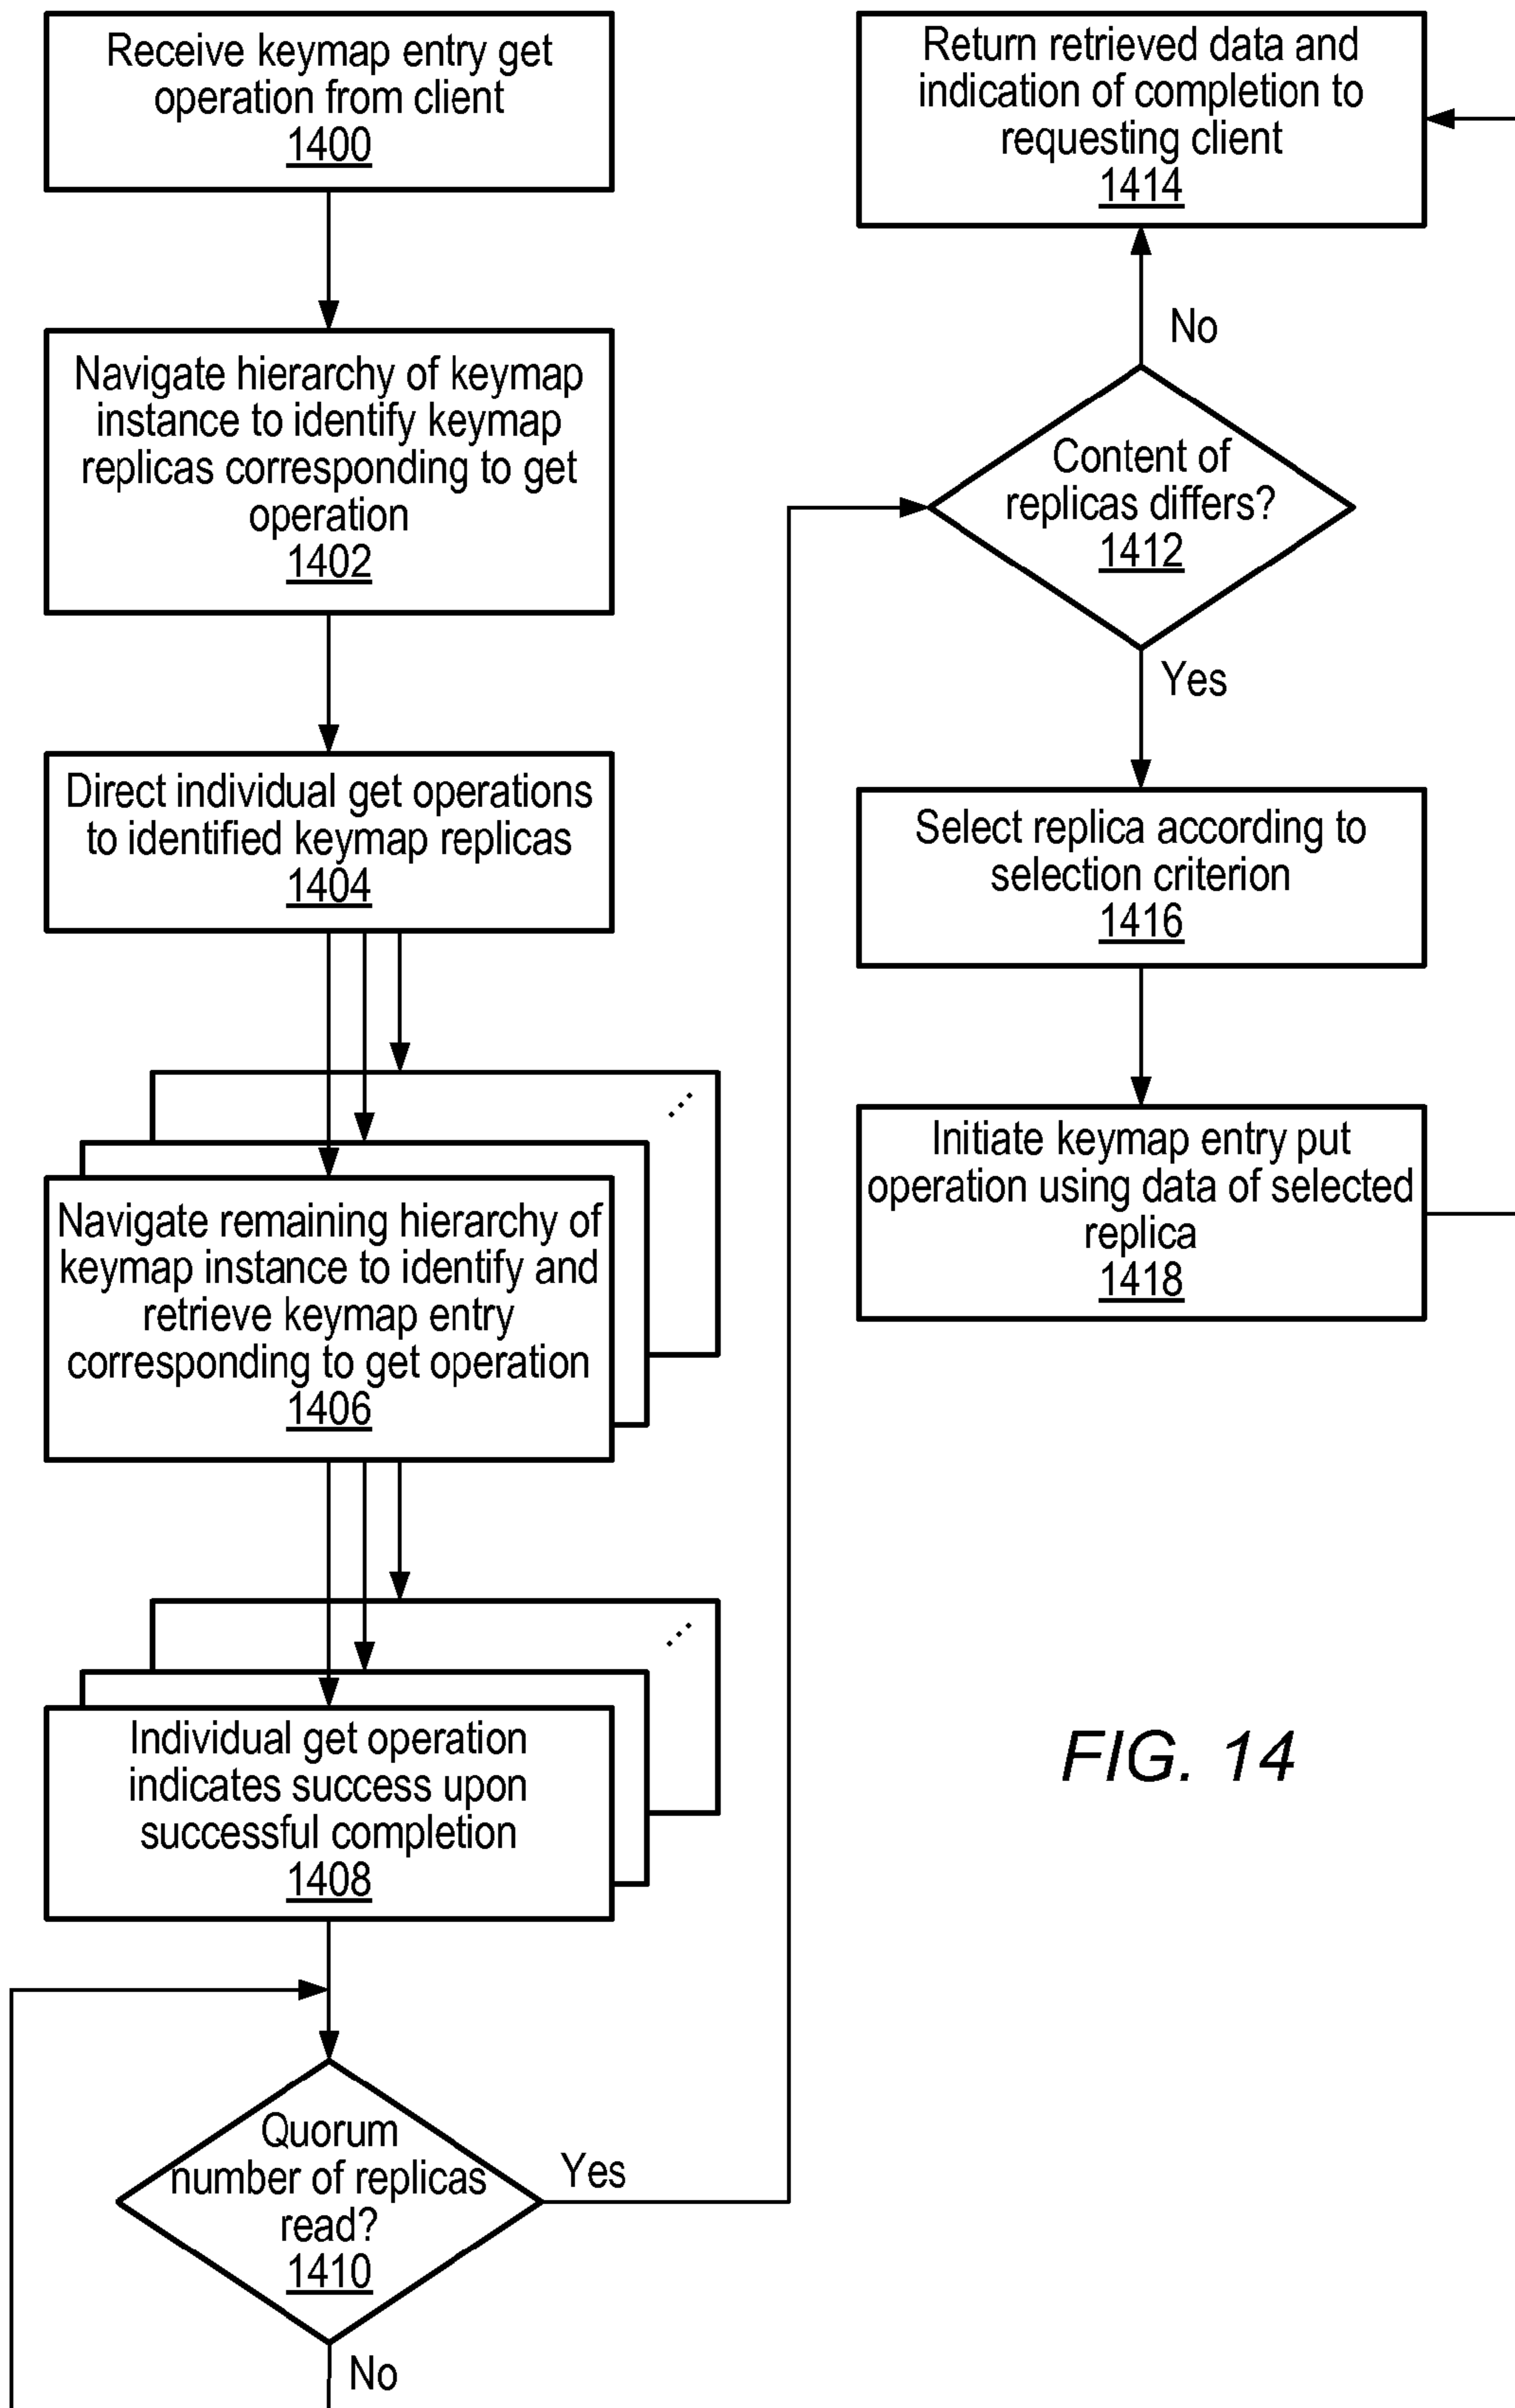 Receive keymap entry get
operation from client
1400
Navigate hierarchy of keymap
instance to identify keymap
replicas corresponding to get
operation
1402
Direct individual get operations
to identified keymap replicas
1404
Navigate remaining hierarchy of
keymap instance to identify and
retrieve keymap entry
corresponding to get operation
1406
Individual get operation
indicates success upon
successful completion
1408
Quorum
number of replicas
read?
1410
Yes
No
Return retrieved data and
indication of completion to
requesting client
1414
No
Content of
replicas differs?
1412
Yes
Select replica according to
selection criterion
1416
Initiate keymap entry put
operation using data of selected
replica
1418
FIG. 14